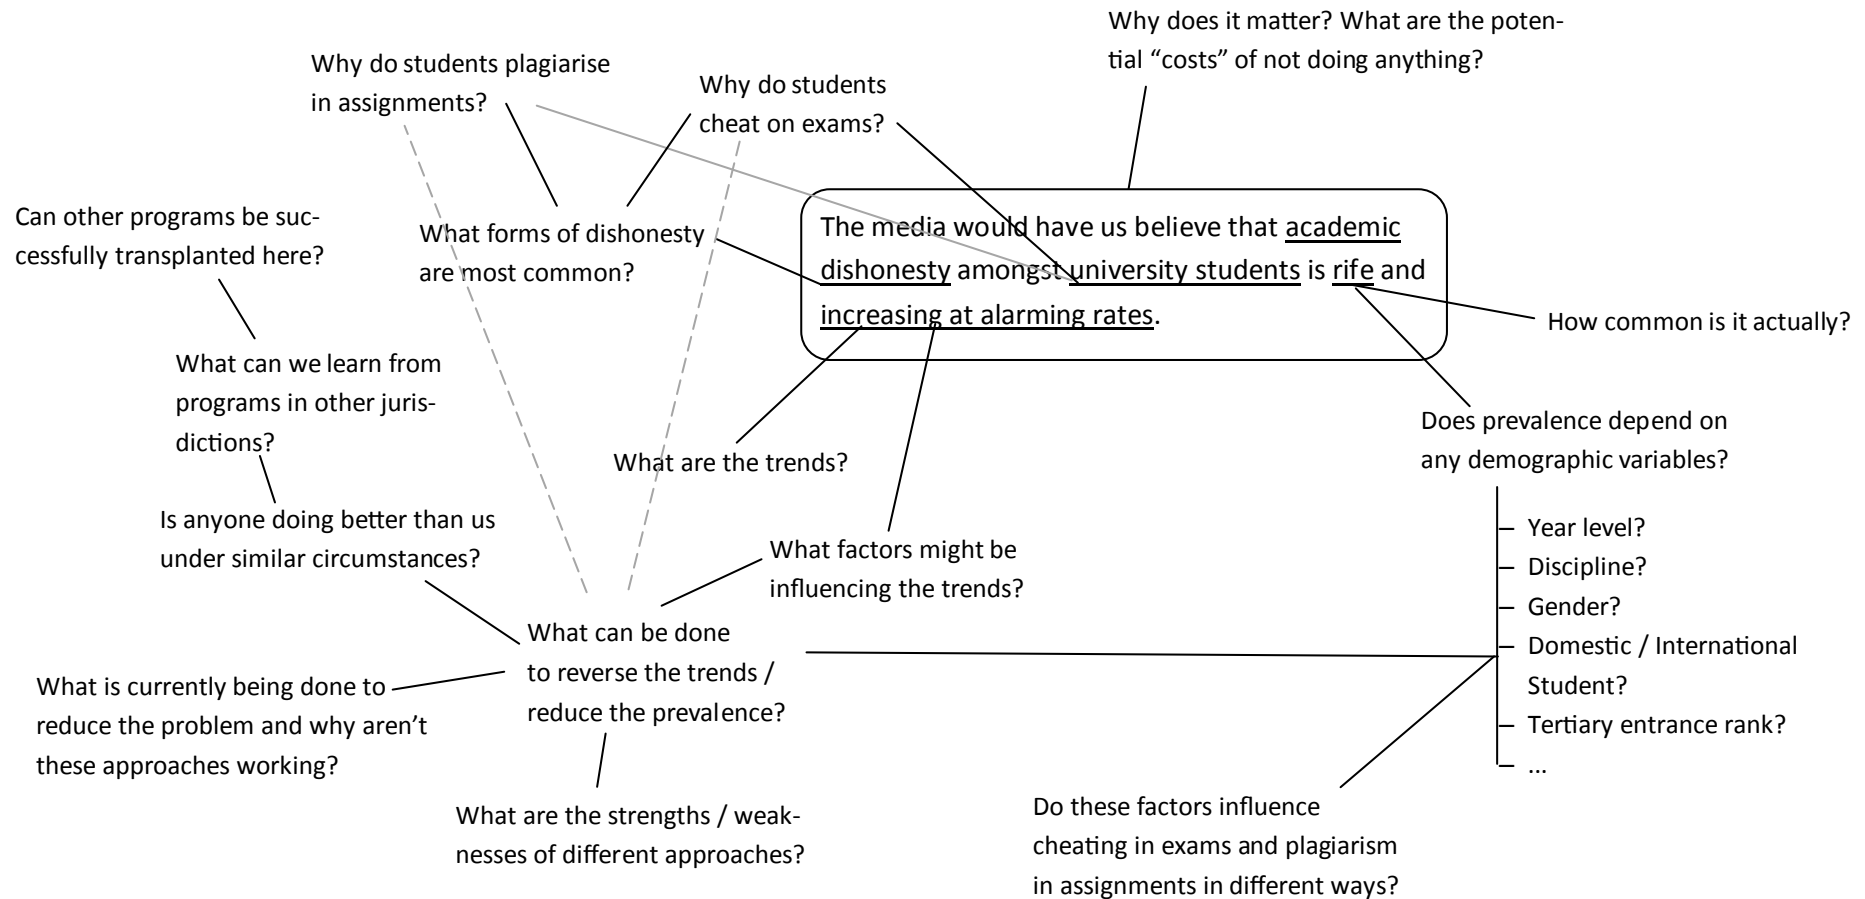 Why does it matter? What are the poten-
tial “costs” of not doing anything?
Why do students plagiarise
in assignments?
Why do students
cheat on exams?
Can other programs be suc-
cessfully transplanted here?
What forms of dishonesty
are most common?
The media would have us believe that academic
dishonesty amongst university students is rife and
increasing at alarming rates.
How common is it actually?
What can we learn from
programs in other juris-
dictions?
Does prevalence depend on
any demographic variables?
What are the trends?
Is anyone doing better than us
under similar circumstances?
What factors might be
influencing the trends?
Year level?
Discipline?
Gender?
Domestic / International
Student?
Tertiary entrance rank?
...
What can be done
to reverse the trends /
reduce the prevalence?
What is currently being done to
reduce the problem and why aren’t
these approaches working?
What are the strengths / weak-
nesses of different approaches?
Do these factors influence
cheating in exams and plagiarism
in assignments in different ways?